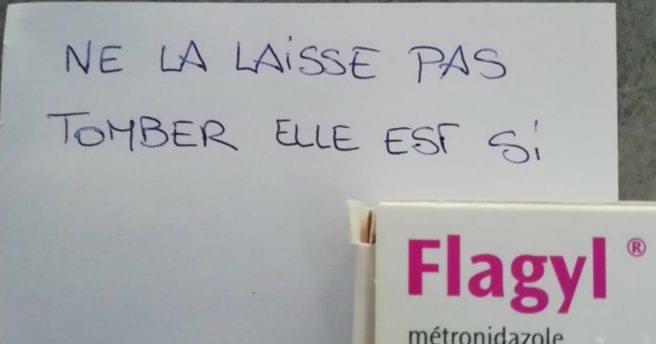 NE LA LAiSSE PAS
TOMBER ELLE EST Si
Flagyl ®
métronidazole